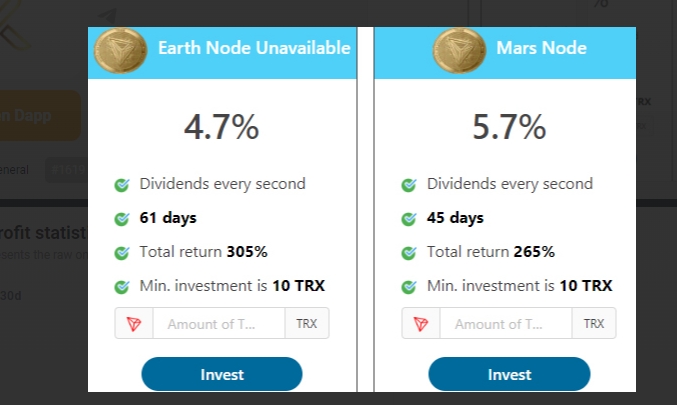 Earth Node Unavailable
4.7%
Dividends every second
61 days
Total return 305%
Min. investment is 10 TRX
Amount of T...
TRX
Invest
Mars Node
5.7%
Dividends every second
45 days
Total return 265%
Min. investment is 10 TRX
Amount of T...
TRX
Invest
n Dapp
eneral
rofit statist
sents the raw on
30d
%
RX